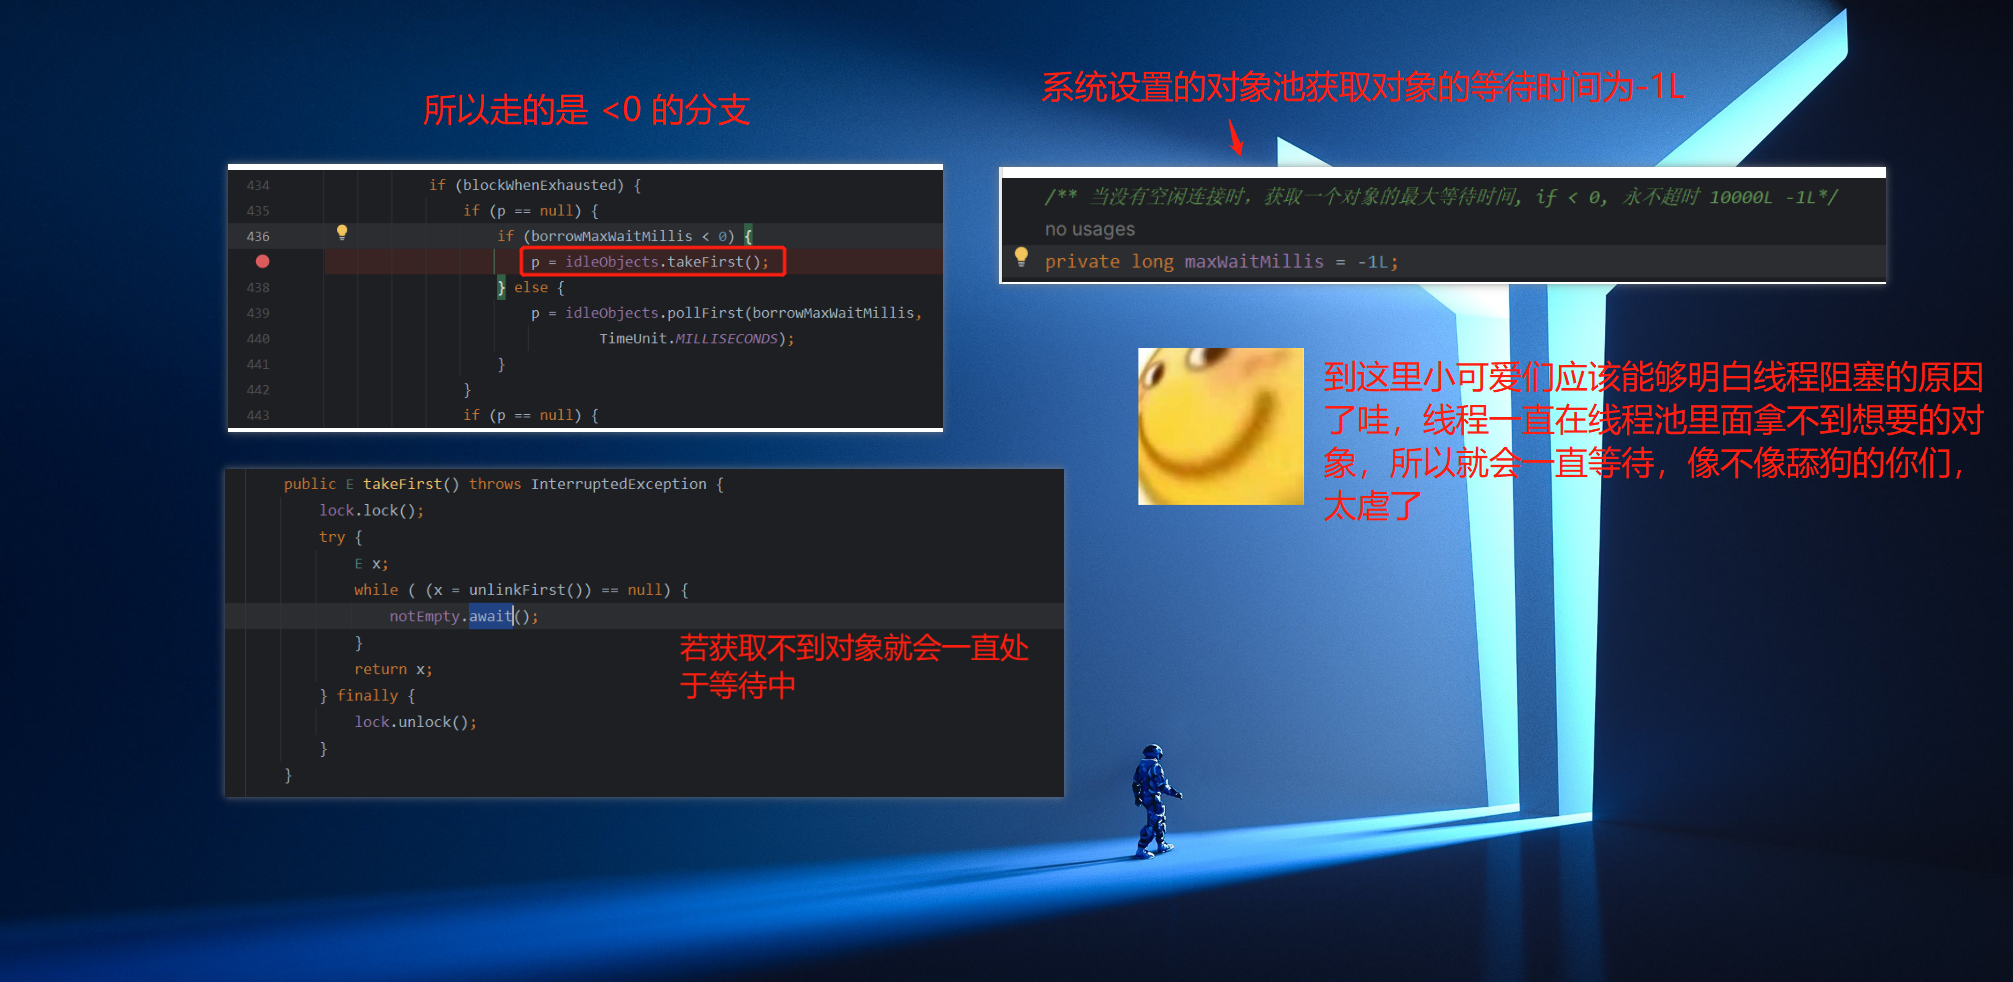 所以走的是 <0 的分支
434 if (blockWhenExhausted) {
435 if (p == null) {
436 if (borrowMaxWaitMillis < 0) {
p = idleObjects.takeFirst();
438 } else {
439 p = idleObjects.pollFirst(borrowMaxWaitMillis,
440 TimeUnit.MILLISECONDS);
441 }
442 }
443 if (p == null) {
系统设置的对象池获取对象的等待时间为-1L
/** 当没有空闲连接时，获取一个对象的最大等待时间, if < 0, 永不超时 10000L -1L*/
no usages
private long maxWaitMillis = -1L;
到这里小可爱们应该能够明白线程阻塞的原因
了哇，线程一直在线程池里面拿不到想要的对
象，所以就会一直等待，像不像舔狗的你们，
太虐了
public E takeFirst() throws InterruptedException {
lock.lock();
try {
E x;
while ( (x = unlinkFirst()) == null) {
notEmpty.await();
}
return x;
} finally {
lock.unlock();
}
}
若获取不到对象就会一直处
于等待中